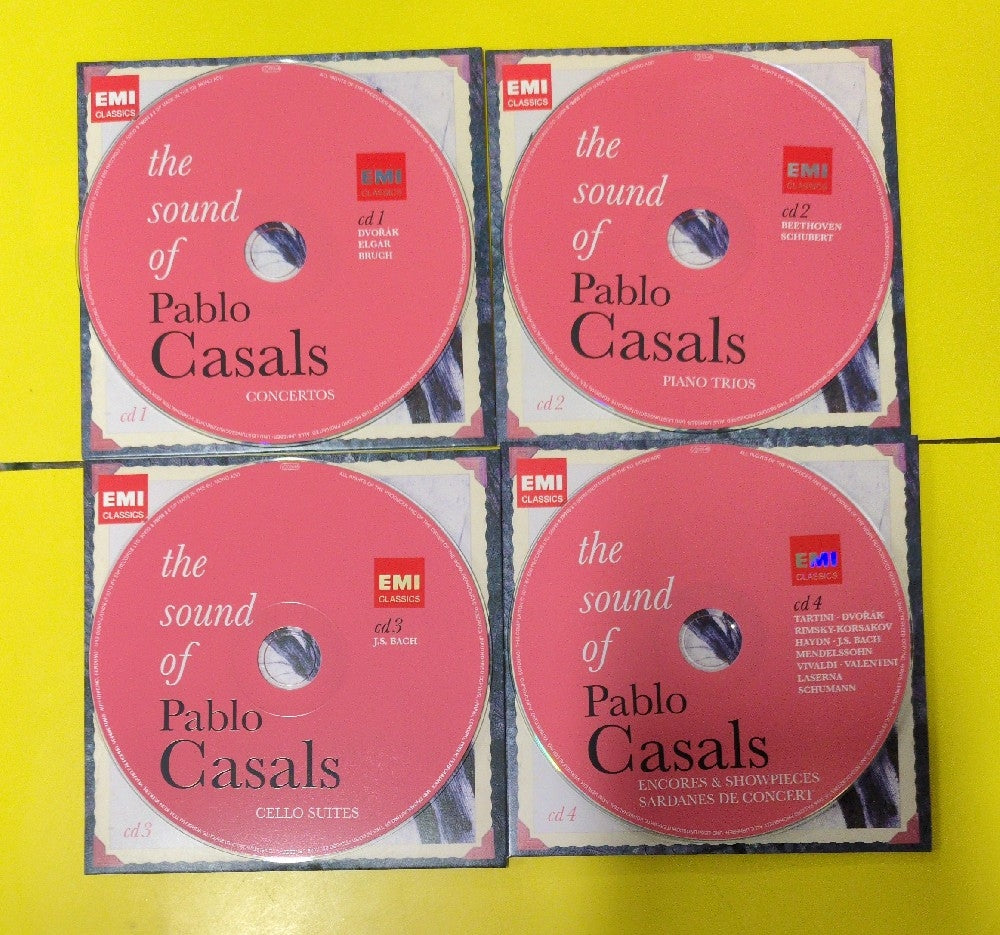 EMI
CLASSICS
the
sound
of
Pablo
Casals
CONCERTOS
EMI
CLASSICS
cd 1
DVOŘÁK
ELGAR
BRUCH
cd 1
EMI
CLASSICS
the
sound
of
Pablo
Casals
PIANO TRIOS
EMI
CLASSICS
cd 2
BEETHOVEN
SCHUBERT
cd 2
EMI
CLASSICS
the
sound
of
Pablo
Casals
CELLO SUITES
EMI
CLASSICS
cd 3
J.S. BACH
cd 3
EMI
CLASSICS
the
sound
of
Pablo
Casals
ENCORES & SHOWPIECES
SARDANES DE CONCERT
EMI
CLASSICS
cd 4
TARTINI · DVOŘÁK
RIMSKY-KORSAKOV
HAYDN · J.S. BACH
MENDELSSOHN
VIVALDI · VALENTINI
LASERNA
SCHUMANN
cd 4